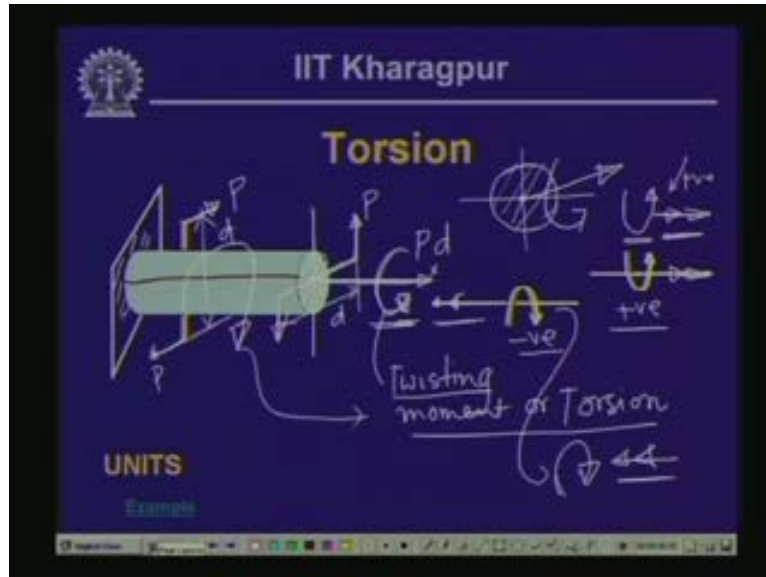 IIT Kharagpur
Torsion
P
d
P
P
d
Pd
x
+ve
+ve
-ve
Twisting
moment or Torsion
UNITS
Example